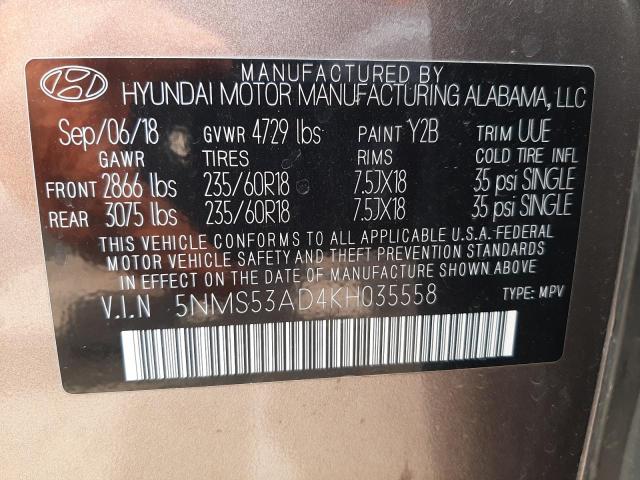 MANUFACTURED BY
HYUNDAI MOTOR MANUFACTURING ALABAMA, LLC
Sep/06/18 GVWR 4729 lbs PAINT Y2B TRIM UUE
GAWR TIRES RIMS COLD TIRE INFL
FRONT 2866 lbs 235/60R18 7.5JX18 35 psi SINGLE
REAR 3075 lbs 235/60R18 7.5JX18 35 psi SINGLE
THIS VEHICLE CONFORMS TO ALL APPLICABLE U.S.A-FEDERAL
MOTOR VEHICLE SAFETY AND THEFT PREVENTION STANDARDS
IN EFFECT ON THE DATE OF MANUFACTURE SHOWN ABOVE.
V.I.N 5NMS53AD4KH035558 TYPE: MPV